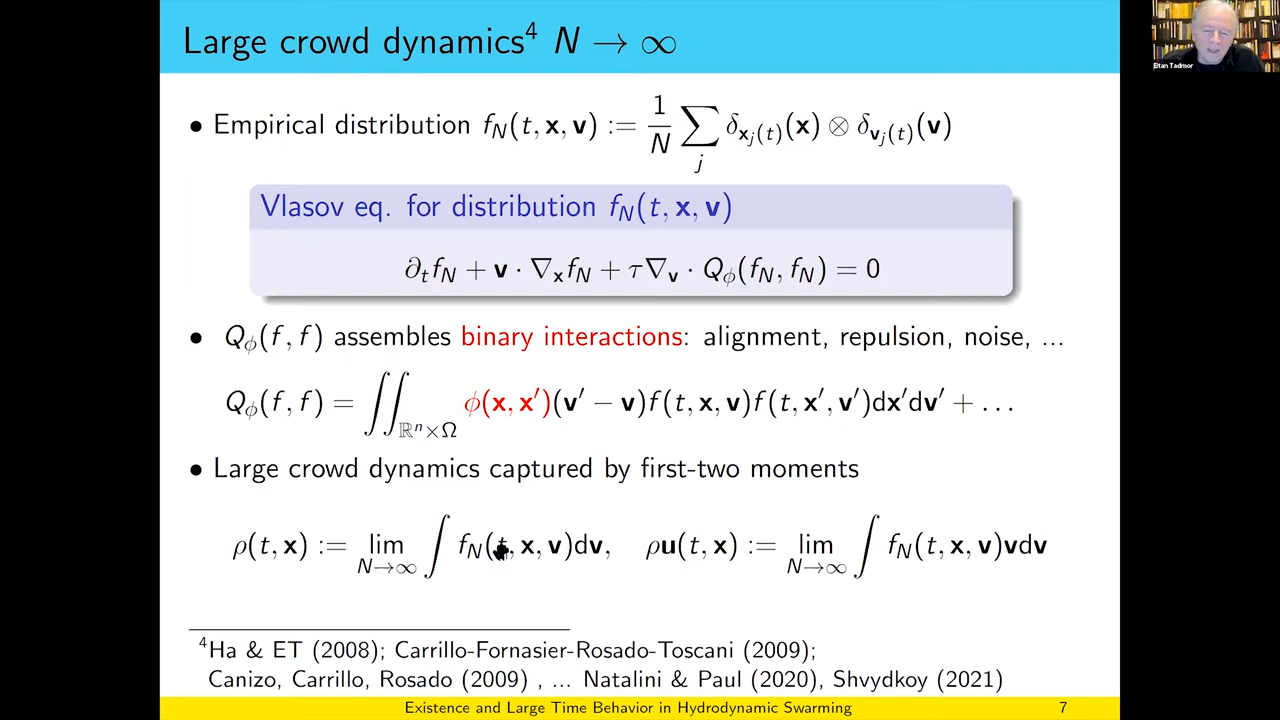 Large crowd dynamics⁴ N → ∞
Eitan Tadmor
• Empirical distribution f_N(t, x, v) := 1/N ∑_j δ_{x_j(t)}(x) ⊗ δ_{v_j(t)}(v)
Vlasov eq. for distribution f_N(t, x, v)
∂_t f_N + v · ∇_x f_N + τ∇_v · Q_ϕ(f_N, f_N) = 0
• Q_ϕ(f, f) assembles binary interactions: alignment, repulsion, noise, ...
Q_ϕ(f, f) = ∬_{ℝⁿ×Ω} ϕ(x, x′)(v′ − v)f(t, x, v)f(t, x′, v′)dx′dv′ + ...
• Large crowd dynamics captured by first-two moments
ρ(t, x) := lim_{N→∞} ∫ f_N(t, x, v)dv, ρu(t, x) := lim_{N→∞} ∫ f_N(t, x, v)vdv
⁴Ha & ET (2008); Carrillo-Fornasier-Rosado-Toscani (2009);
Canizo, Carrillo, Rosado (2009) , ... Natalini & Paul (2020), Shvydkoy (2021)
Existence and Large Time Behavior in Hydrodynamic Swarming 7